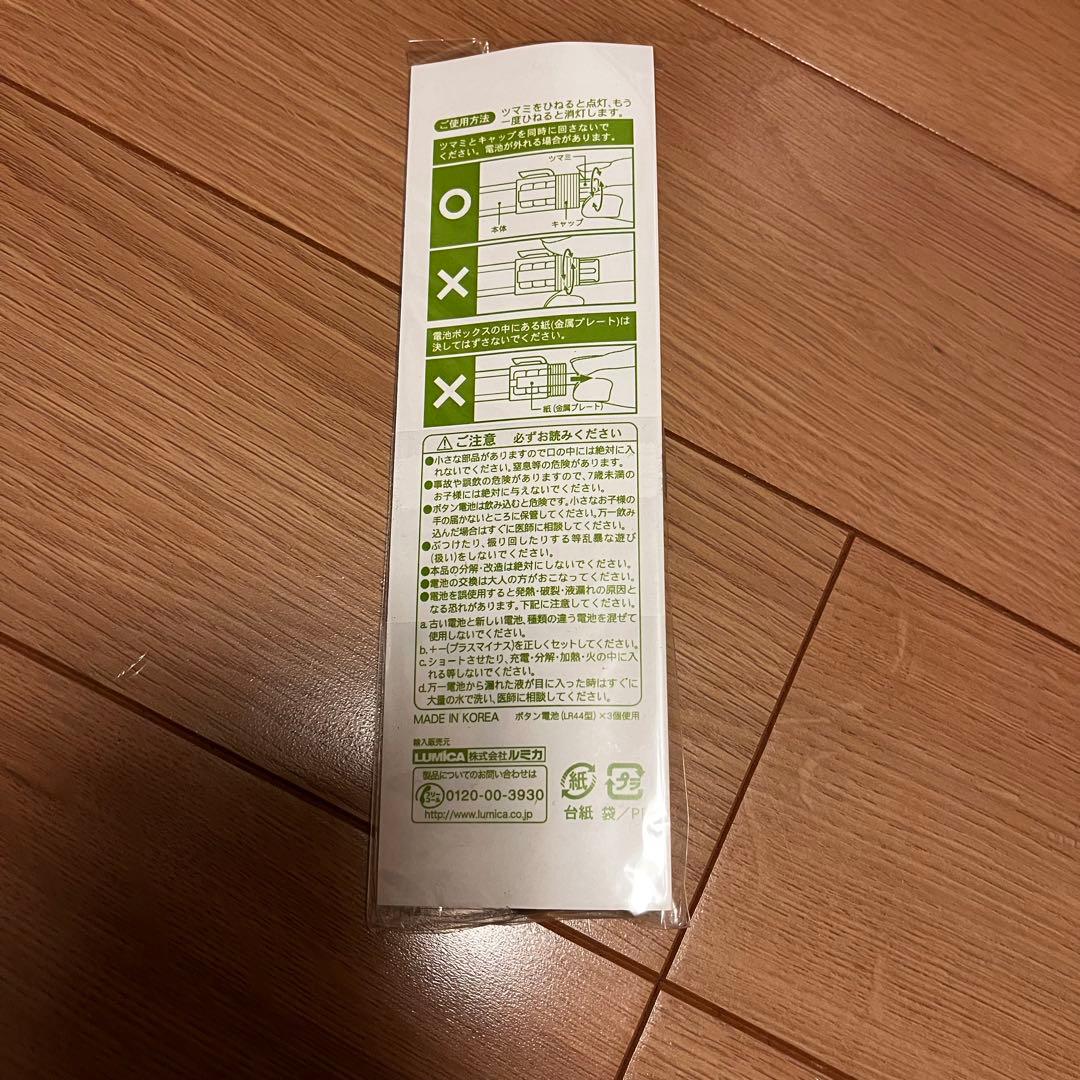 ご使用方法 ツマミをひねると点灯、もう
一度ひねると消灯します。
ツマミとキャップを同時に回さないで
ください。電池が外れる場合があります。
ツマミ
本体
キャップ
電池ボックスの中にある紙(金属プレート)は
決してはずさないでください。
紙(金属プレート)
ご注意 必ずお読みください
●小さな部品がありますので口の中には絶対に入
れないでください。窒息等の危険があります。
●事故や誤飲の危険がありますので、7歳未満の
お子様には絶対に与えないでください。
●ボタン電池は飲み込むと危険です。小さなお子様の
手の届かないところに保管してください。万一飲み
込んだ場合はすぐに医師に相談してください。
●ぶつけたり、振り回したりする等乱暴な遊び
(扱い)をしないでください。
●本品の分解・改造は絶対にしないでください。
●電池の交換は大人の方がおこなってください。
●電池を誤使用すると発熱・破裂・液漏れの原因と
なる恐れがあります。下記に注意してください。
a.古い電池と新しい電池、種類の違う電池を混ぜて
使用しないでください。
b.+-(プラスマイナス)を正しくセットしてください。
c.ショートさせたり、充電・分解・加熱・火の中に入
れる等しないでください。
d.万一電池から漏れた液が目に入った時はすぐに
大量の水で洗い、医師に相談してください。
MADE IN KOREA ボタン電池(LR44型)×3個使用
輸入販売元
LUMICA 株式会社ルミカ
製品についてのお問い合わせは
フリーコール 0120-00-3930
http://www.lumica.co.jp
紙 プラ
台紙 袋/P